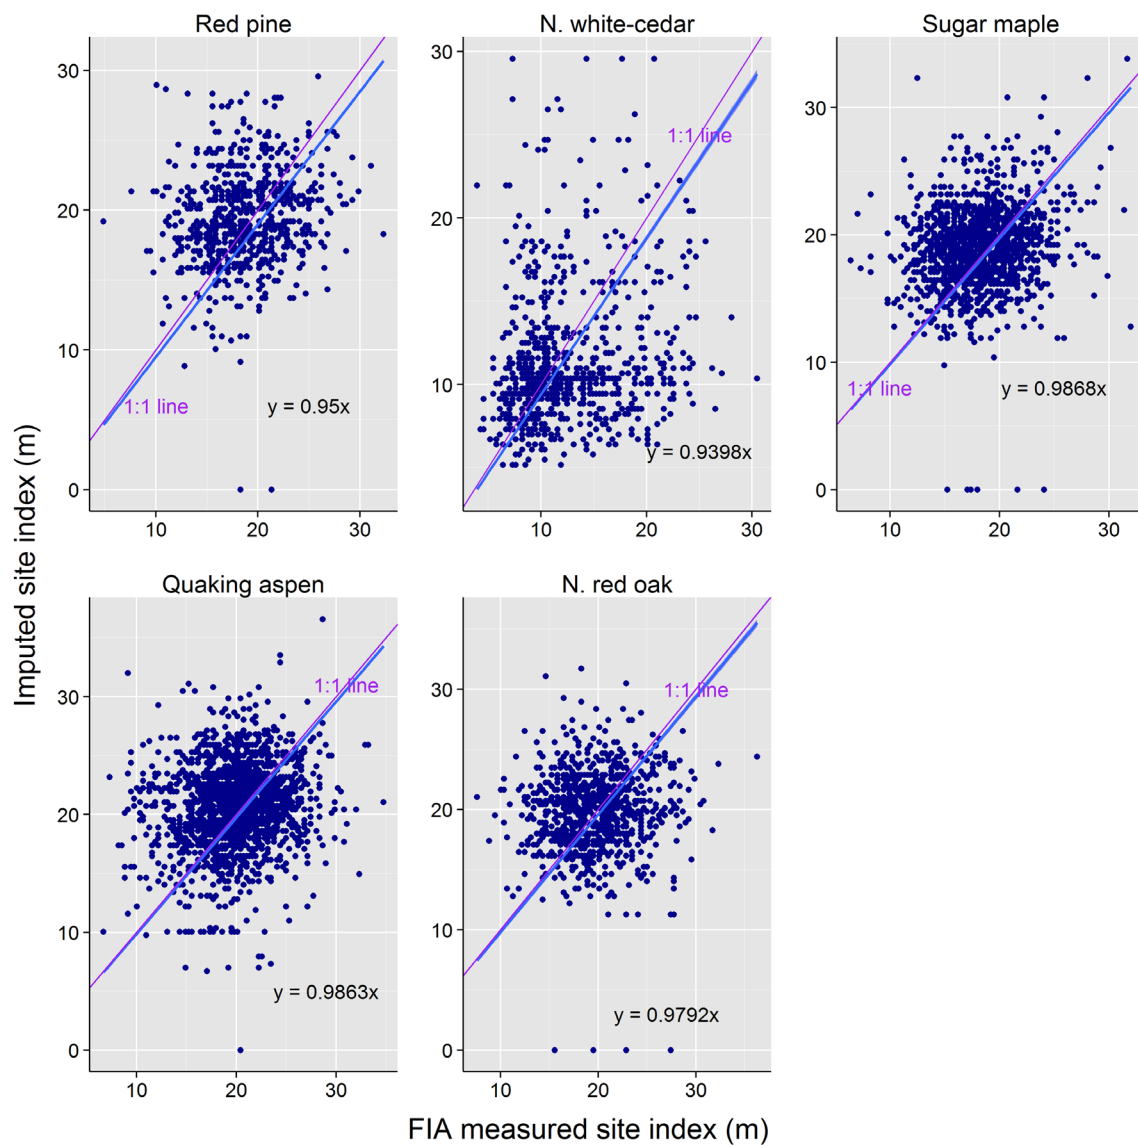 Red pine
N. white-cedar
Sugar maple
30
20
10
0
1:1 line
y = 0.95x
10
20
30
30
20
10
1:1 line
y = 0.9398x
10
20
30
30
20
10
0
1:1 line
y = 0.9868x
10
20
30
Imputed site index (m)
Quaking aspen
N. red oak
30
20
10
0
1:1 line
y = 0.9863x
10
20
30
30
20
10
0
1:1 line
y = 0.9792x
10
20
30
FIA measured site index (m)